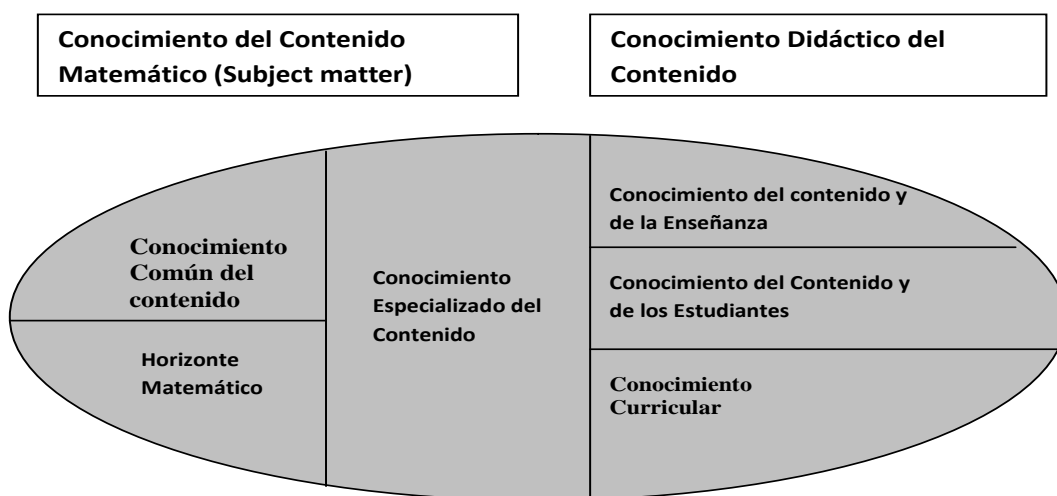 Conocimiento del Contenido
Matemático (Subject matter)
Conocimiento Didáctico del
Contenido
Conocimiento
Común del
contenido
Horizonte
Matemático
Conocimiento
Especializado del
Contenido
Conocimiento del contenido y
de la Enseñanza
Conocimiento del Contenido y
de los Estudiantes
Conocimiento
Curricular